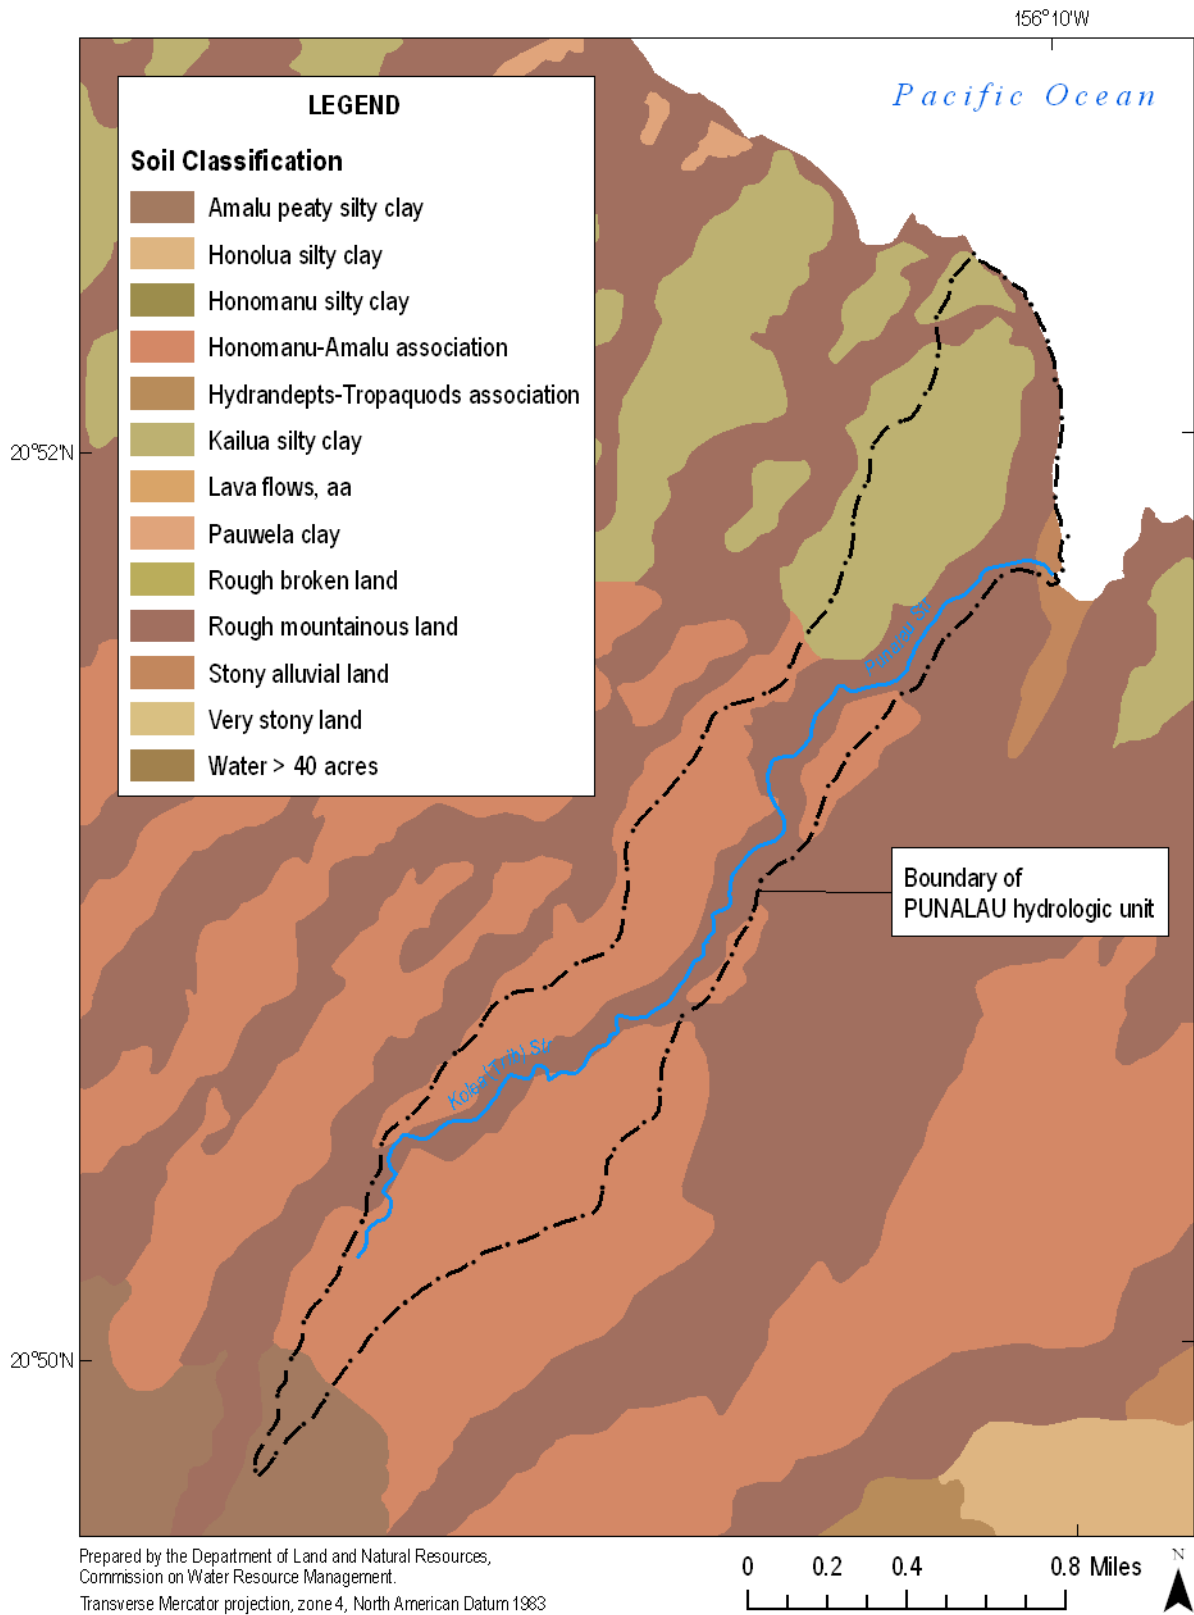 156°10'W
Pacific Ocean
LEGEND
Soil Classification
Amalu peaty silty clay
Honolua silty clay
Honomanu silty clay
Honomanu-Amalu association
Hydrandepts-Tropaquods association
Kailua silty clay
Lava flows, aa
Pauwela clay
Rough broken land
Rough mountainous land
Stony alluvial land
Very stony land
Water > 40 acres
20°52'N
Punalau Str
Boundary of
PUNALAU hydrologic unit
Kolea (Trib) Str
20°50'N
Prepared by the Department of Land and Natural Resources,
Commission on Water Resource Management.
Transverse Mercator projection, zone 4, North American Datum 1983
0 0.2 0.4 0.8 Miles
N